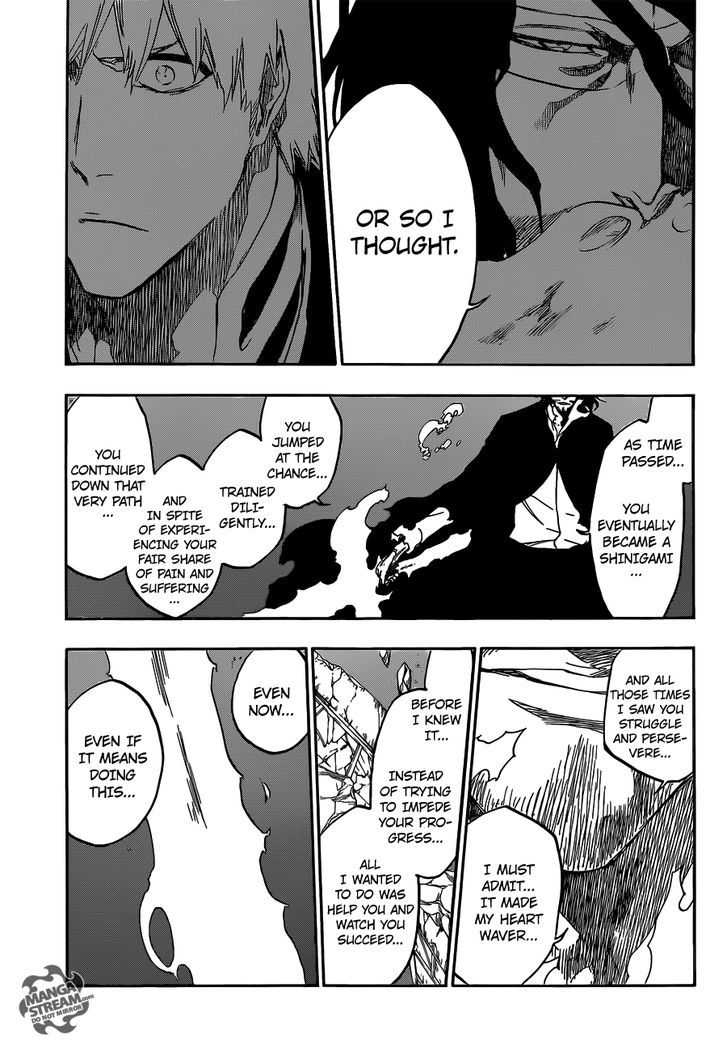 OR SO I
THOUGHT.
AS TIME
PASSED...
YOU
EVENTUALLY
BECAME A
SHINIGAMI
...
YOU
JUMPED
AT THE
CHANCE...
TRAINED
DILI-
GENTLY...
AND
IN SPITE
OF EXPERI-
ENCING YOUR
FAIR SHARE
OF PAIN AND
SUFFERING
...
YOU
CONTINUED
DOWN THAT
VERY PATH
...
AND ALL
THOSE TIMES
I SAW YOU
STRUGGLE
AND PERSE-
VERE...
I MUST
ADMIT...
IT MADE
MY HEART
WAVER...
BEFORE
I KNEW
IT...
INSTEAD
OF TRYING
TO IMPEDE
YOUR PRO-
GRESS...
ALL
I WANTED
TO DO WAS
HELP YOU AND
WATCH YOU
SUCCEED...
EVEN
NOW...
EVEN IF
IT MEANS
DOING
THIS...
MANGA
STREAM.com
DO NOT MIRROR!